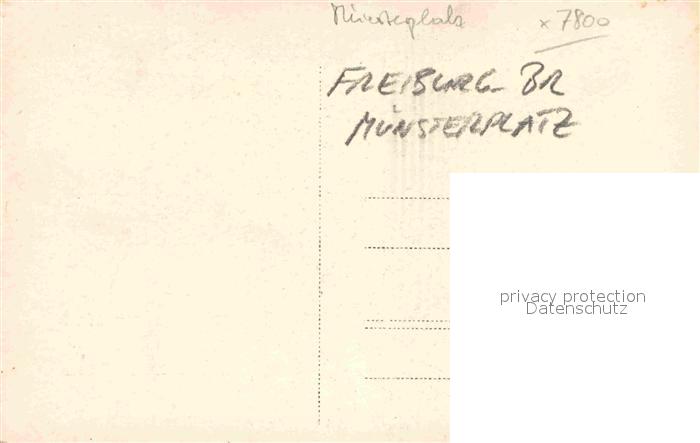 Münsterplatz x 7800
FREIBURG BR
MÜNSTERPLATZ
privacy protection
Datenschutz